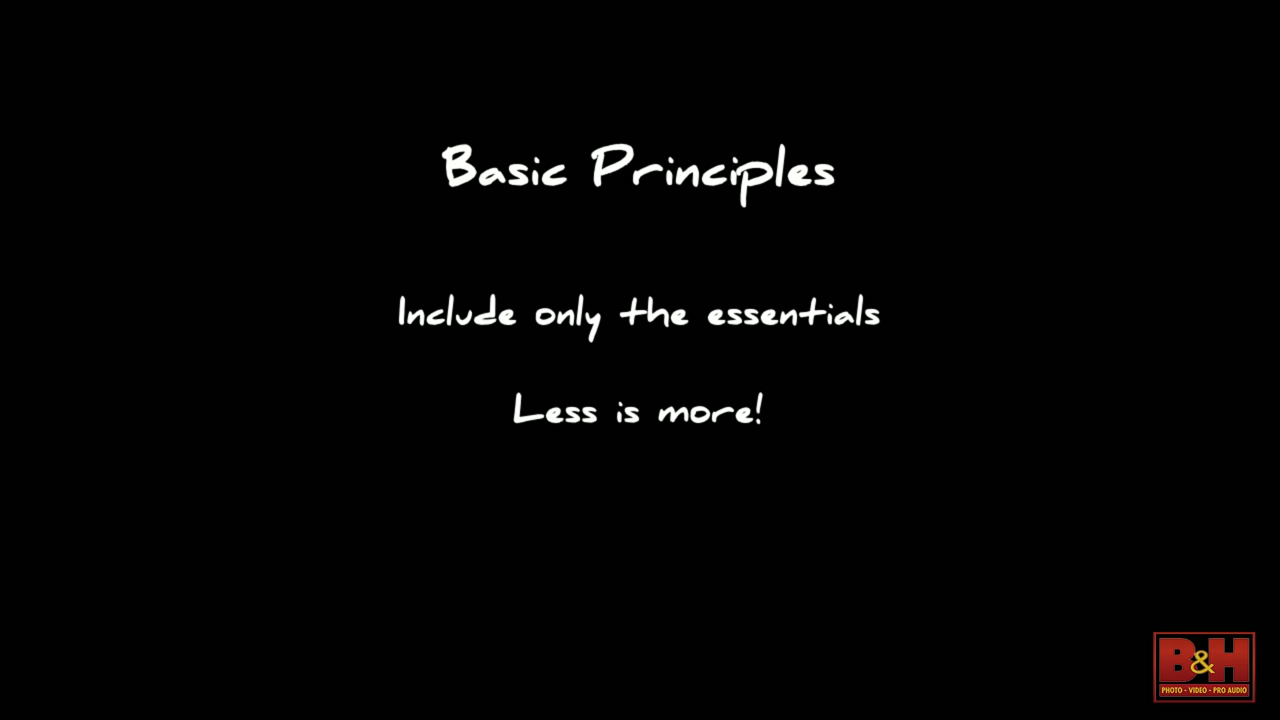 Basic Principles
Include only the essentials
Less is more!
B&H
PHOTO - VIDEO - PRO AUDIO